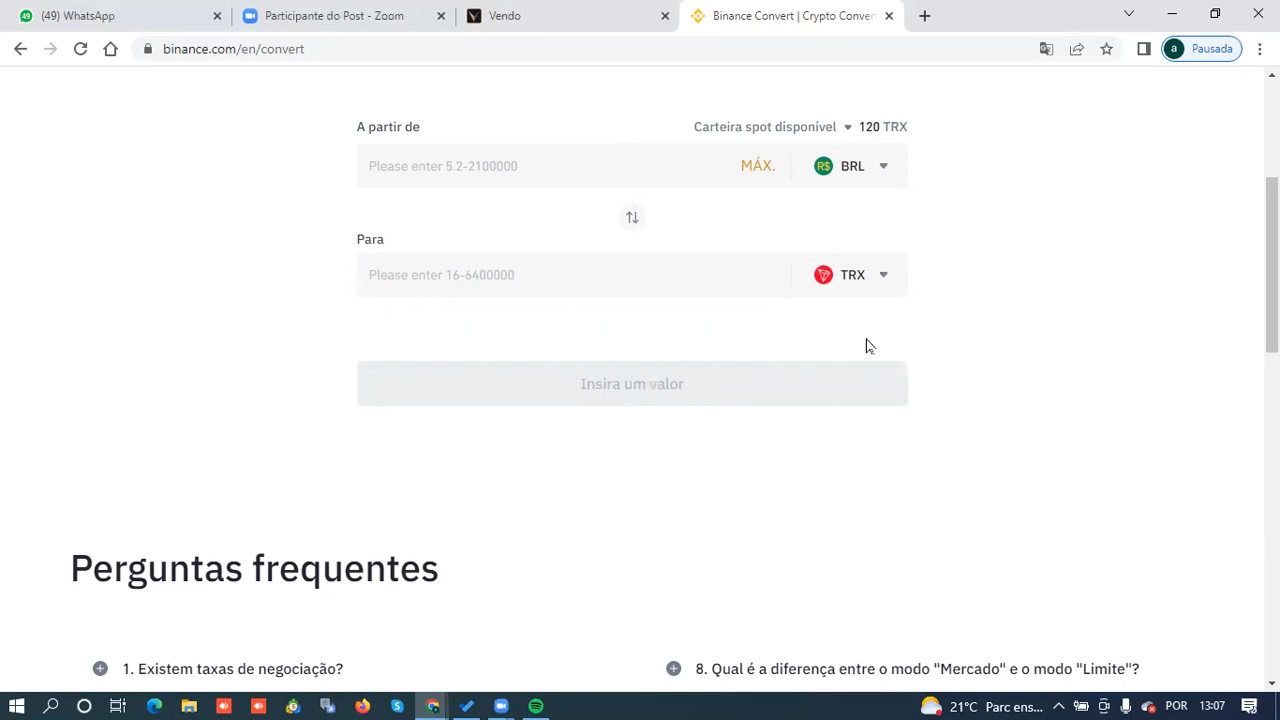 49
(49) WhatsApp
Participante do Post - Zoom
Vendo
Binance Convert | Crypto Conver
binance.com/en/convert
a
Pausada
A partir de
Carteira spot disponível
120 TRX
Please enter 5.2-2100000
MÁX.
R$
BRL
Para
Please enter 16-6400000
TRX
Insira um valor
Perguntas frequentes
1. Existem taxas de negociação?
8. Qual é a diferença entre o modo "Mercado" e o modo "Limite"?
21°C Parc ens...
POR
13:07